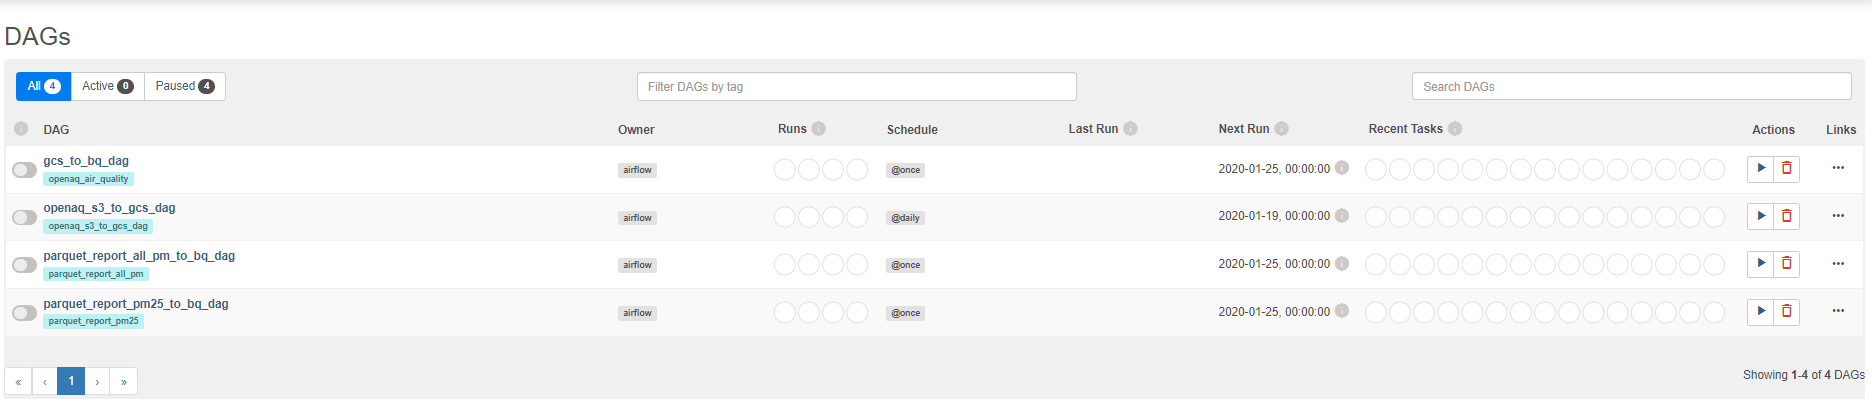 DAGs
All 4 Active 0 Paused 4 Filter DAGs by tag Search DAGs
i DAG Owner Runs i Schedule Last Run i Next Run i Recent Tasks i Actions Links
gcs_to_bq_dag airflow @once 2020-01-25, 00:00:00 i
openaq_air_quality
openaq_s3_to_gcs_dag airflow @daily 2020-01-19, 00:00:00 i
openaq_s3_to_gcs_dag
parquet_report_all_pm_to_bq_dag airflow @once 2020-01-25, 00:00:00 i
parquet_report_all_pm
parquet_report_pm25_to_bq_dag airflow @once 2020-01-25, 00:00:00 i
parquet_report_pm25
« ‹ 1 › » Showing 1-4 of 4 DAGs